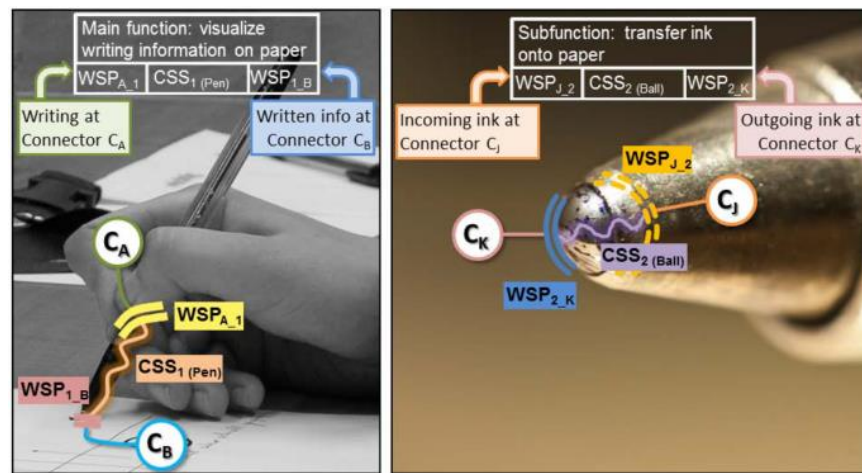 Main function: visualize
writing information on paper
WSPA_1 CSS1 (Pen) WSP1_B
Writing at
Connector CA
Written info at
Connector CB
CA
WSPA_1
CSS1 (Pen)
WSP1_B
CB
Subfunction: transfer ink
onto paper
WSPJ_2 CSS2 (Ball) WSP2_K
Incoming ink at
Connector CJ
Outgoing ink at
Connector CK
WSPJ_2
CJ
CK
CSS2 (Ball)
WSP2_K